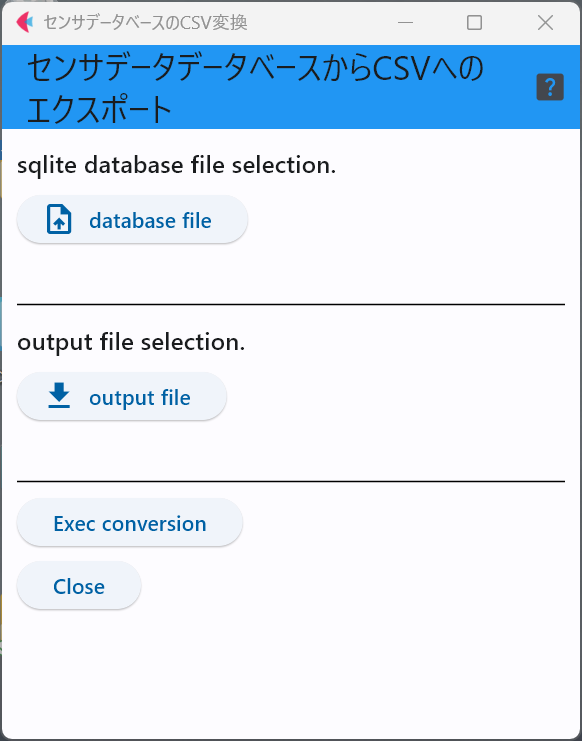 センサデータベースのCSV変換
センサデータデータベースからCSVへの
エクスポート
?
sqlite database file selection.
database file
output file selection.
output file
Exec conversion
Close